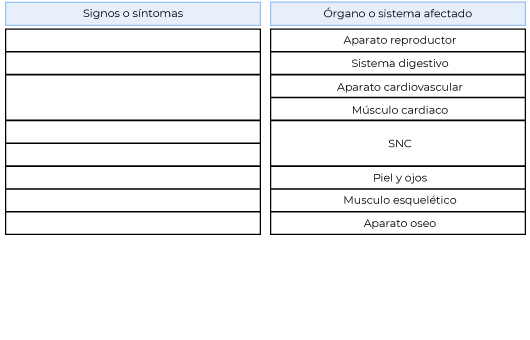 Signos o síntomas
Órgano o sistema afectado
Aparato reproductor
Sistema digestivo
Aparato cardiovascular
Músculo cardiaco
SNC
Piel y ojos
Musculo esquelético
Aparato oseo